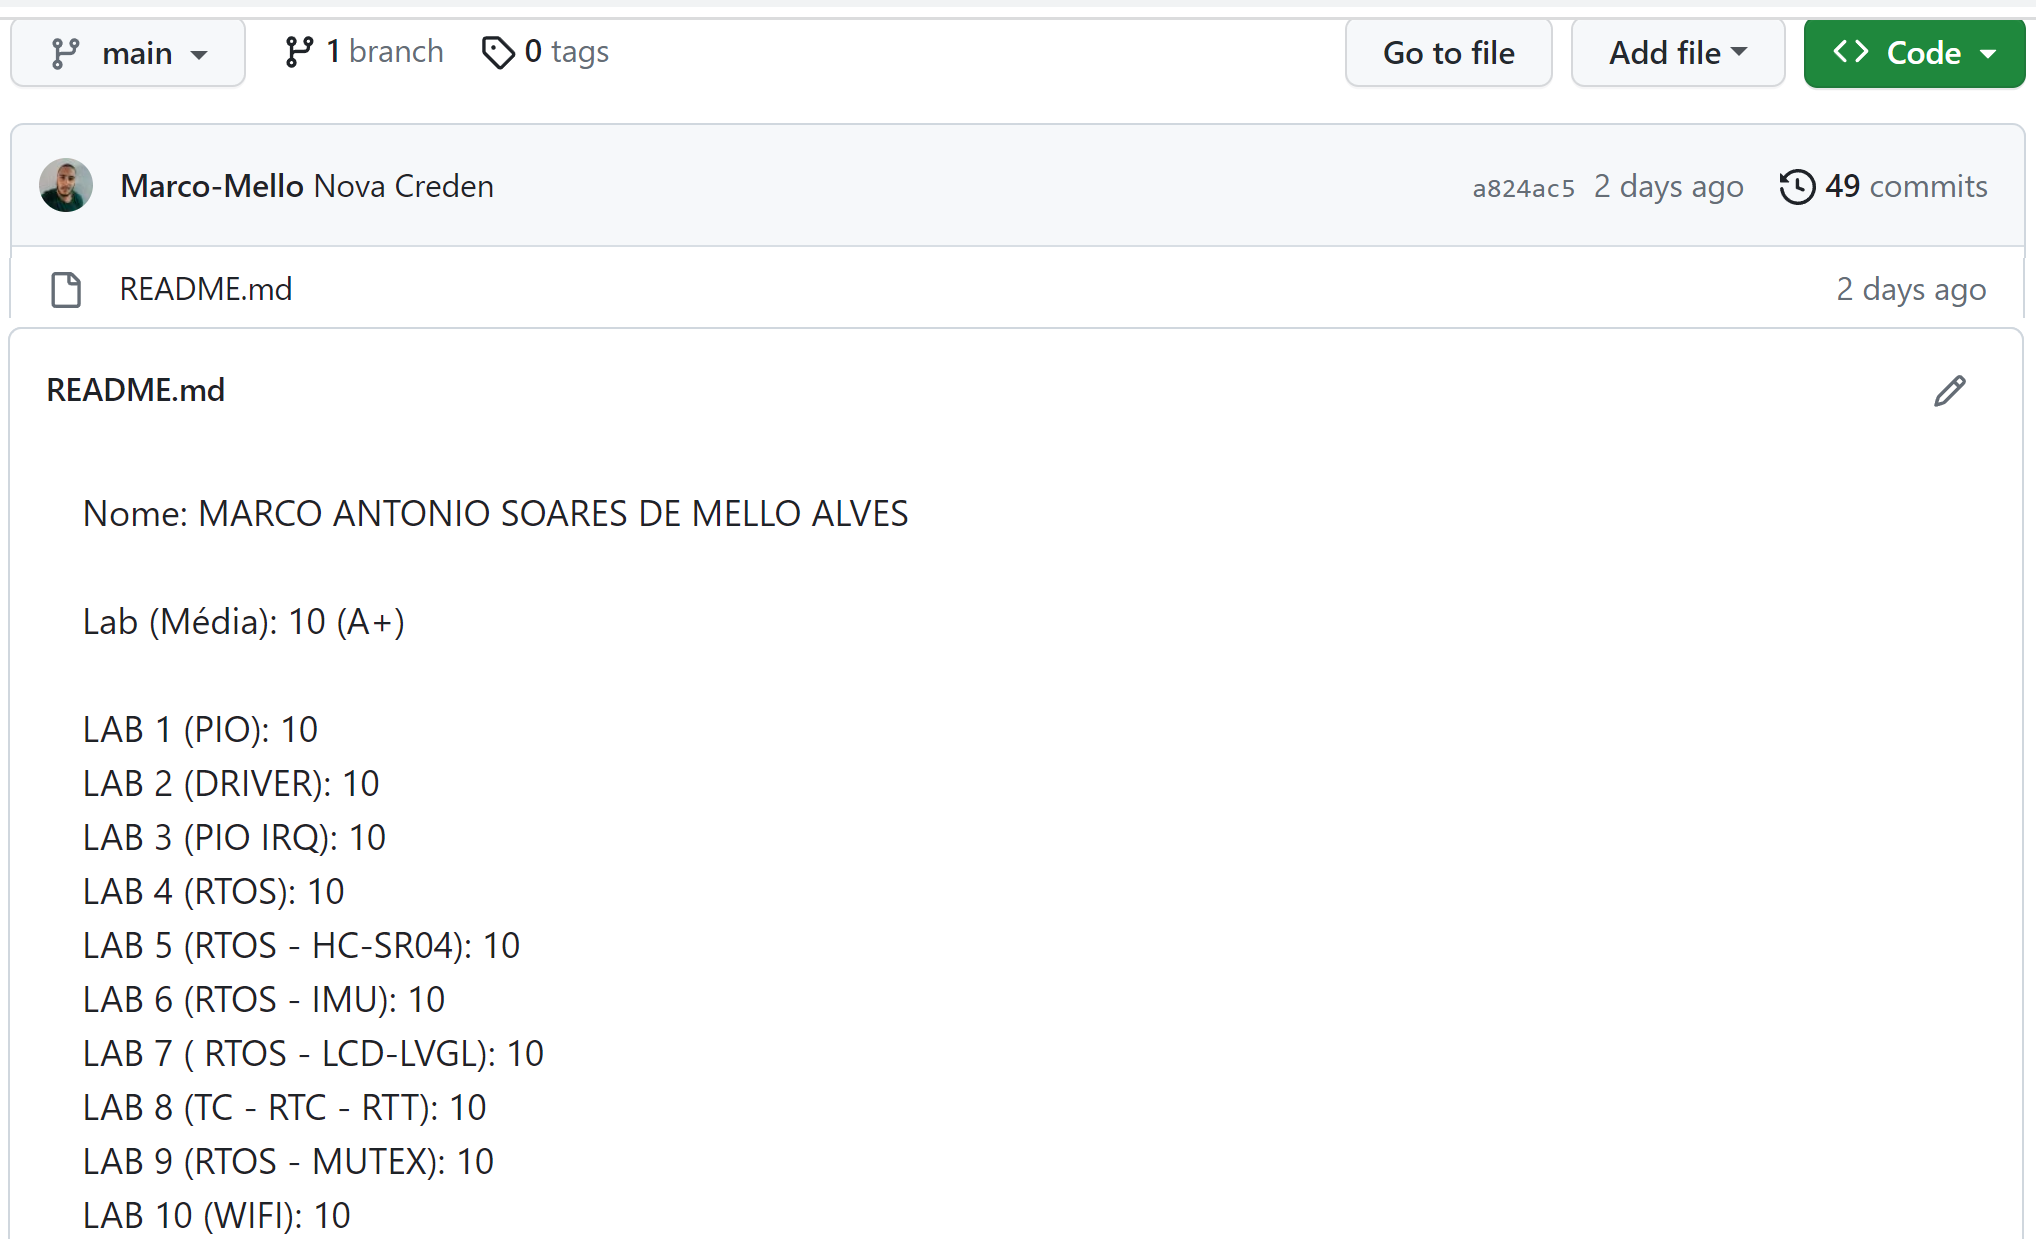 main
1 branch
0 tags
Go to file
Add file
Code
Marco-Mello Nova Creden
a824ac5 2 days ago
49 commits
README.md
2 days ago
README.md
Nome: MARCO ANTONIO SOARES DE MELLO ALVES
Lab (Média): 10 (A+)
LAB 1 (PIO): 10
LAB 2 (DRIVER): 10
LAB 3 (PIO IRQ): 10
LAB 4 (RTOS): 10
LAB 5 (RTOS - HC-SR04): 10
LAB 6 (RTOS - IMU): 10
LAB 7 ( RTOS - LCD-LVGL): 10
LAB 8 (TC - RTC - RTT): 10
LAB 9 (RTOS - MUTEX): 10
LAB 10 (WIFI): 10